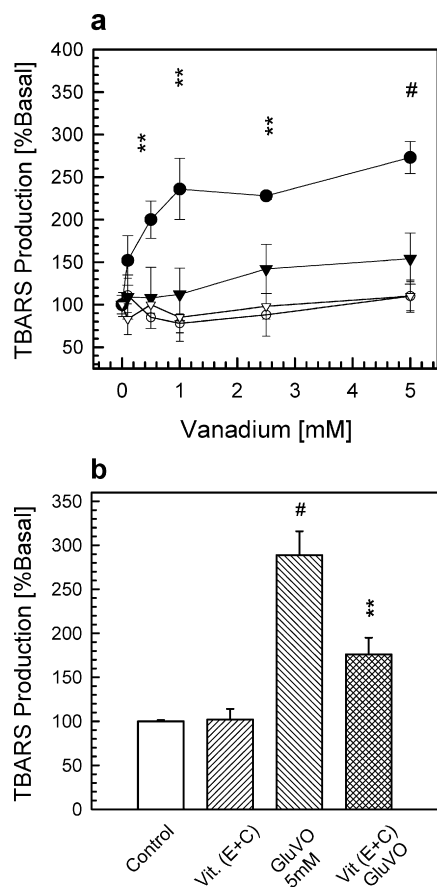 a
400
350
300
250
200
150
100
50
TBARS Production [%Basal]
** ** ** #
0 1 2 3 4 5
Vanadium [mM]
b
350
300
250
200
150
100
50
0
TBARS Production [%Basal]
#
**
Control
Vit. (E+C)
GluVO
5mM
Vit (E+C)
GluVO